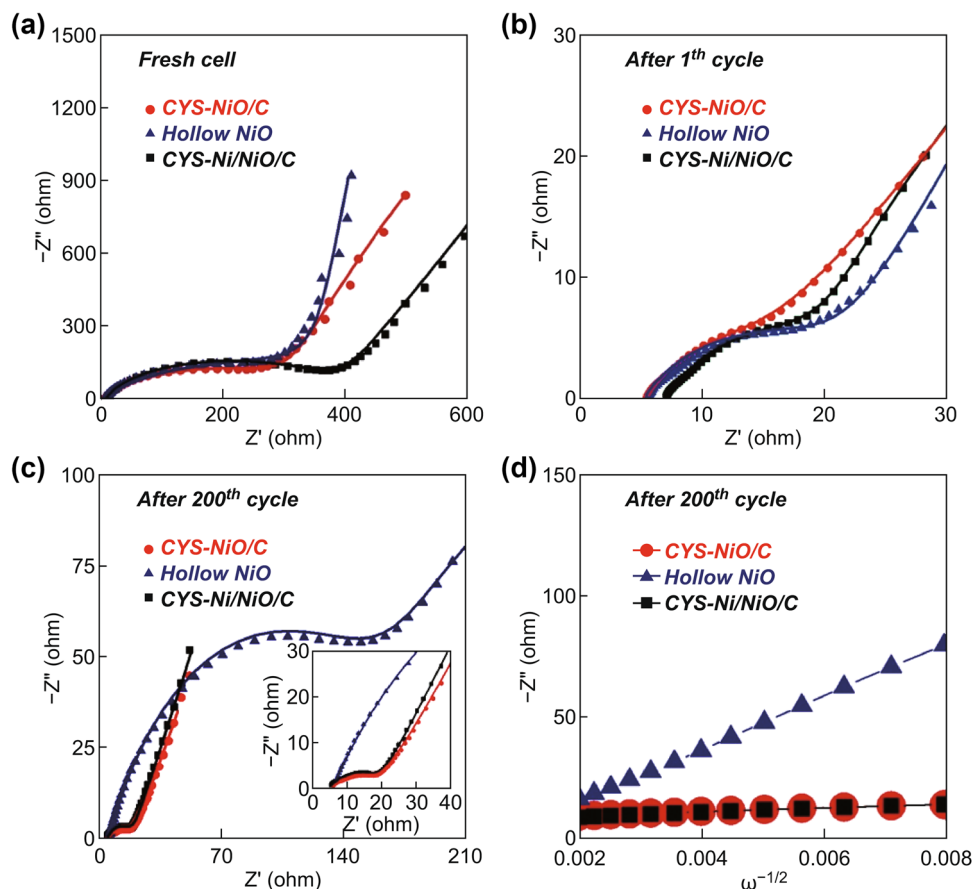 (a)
1500
1200
900
600
300
0
−Z" (ohm)
Fresh cell
CYS-NiO/C
Hollow NiO
CYS-Ni/NiO/C
0 200 400 600
Z' (ohm)
(b)
30
20
10
0
−Z" (ohm)
After 1th cycle
CYS-NiO/C
Hollow NiO
CYS-Ni/NiO/C
0 10 20 30
Z' (ohm)
(c)
100
75
50
25
0
−Z" (ohm)
After 200th cycle
CYS-NiO/C
Hollow NiO
CYS-Ni/NiO/C
30
20
10
0
−Z" (ohm)
0 10 20 30 40
Z' (ohm)
0 70 140 210
Z' (ohm)
(d)
150
100
50
0
−Z" (ohm)
After 200th cycle
CYS-NiO/C
Hollow NiO
CYS-Ni/NiO/C
0.002 0.004 0.006 0.008
ω−1/2